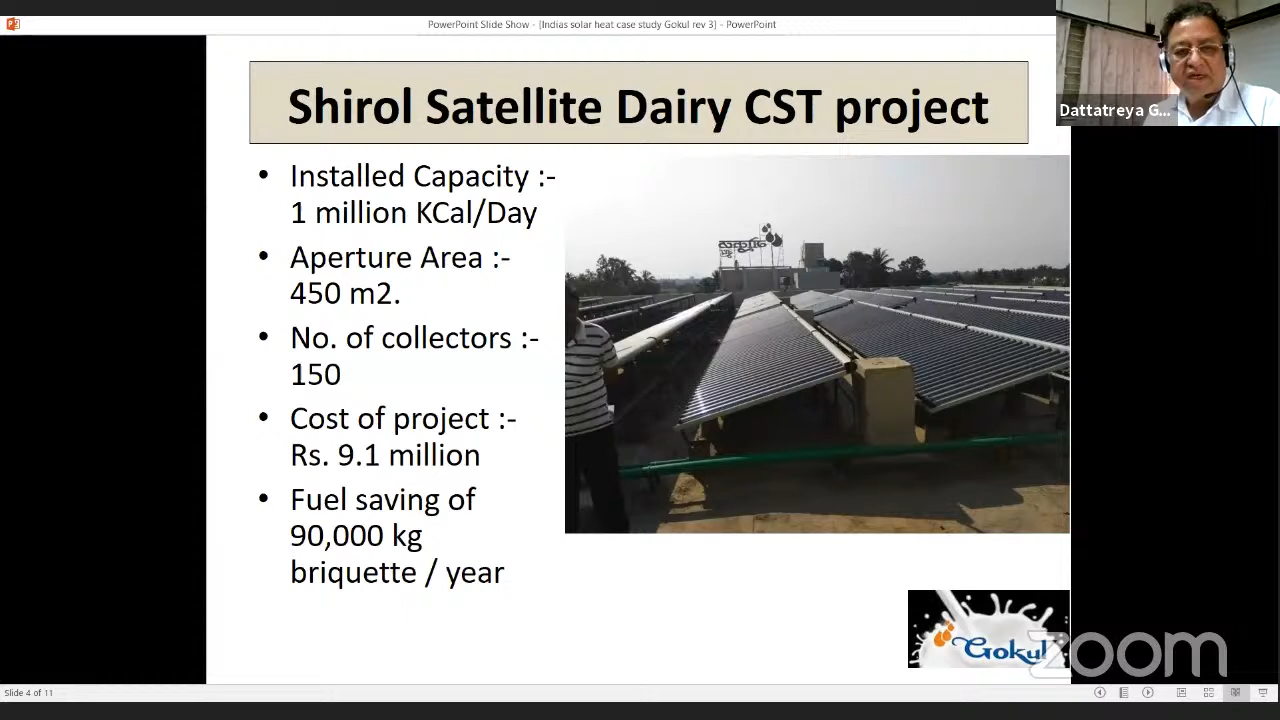 PowerPoint Slide Show - [Indias solar heat case study Gokul rev 3] - PowerPoint
Dattatreya G...
Shirol Satellite Dairy CST project
• Installed Capacity :-
1 million KCal/Day
• Aperture Area :-
450 m2.
• No. of collectors :-
150
• Cost of project :-
Rs. 9.1 million
• Fuel saving of
90,000 kg
briquette / year
Gokul
zoom
Slide 4 of 11